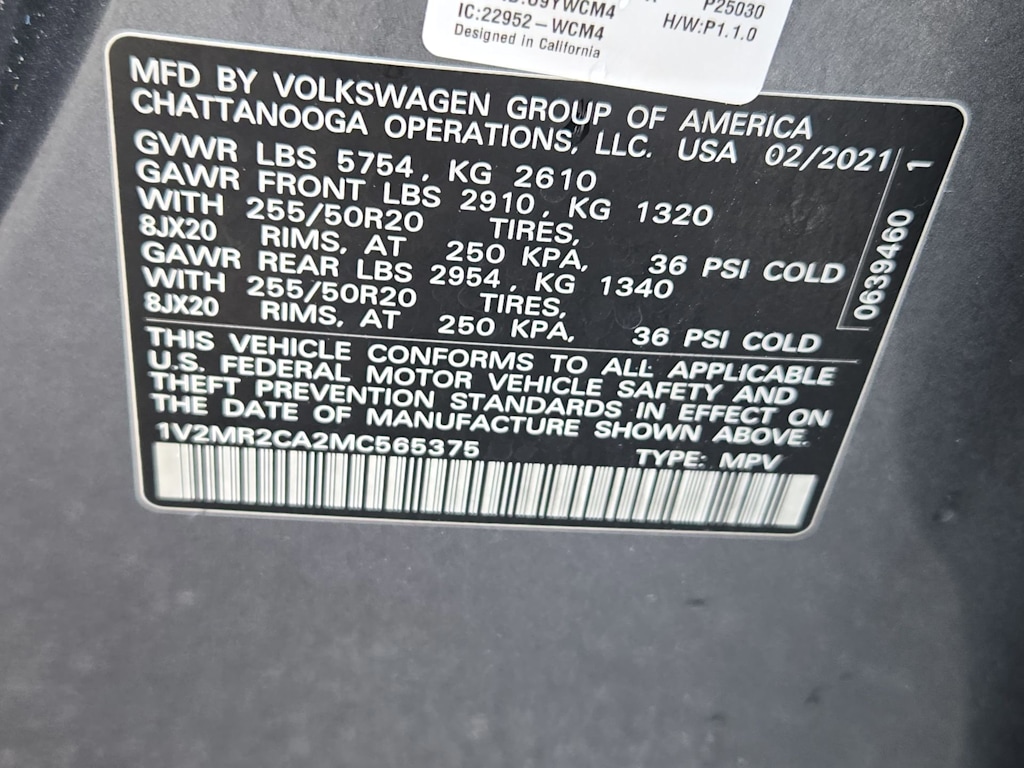 P25030
IC:22952-WCM4
H/W:P1.1.0
Designed in California
MFD BY VOLKSWAGEN GROUP OF AMERICA
CHATTANOOGA OPERATIONS, LLC. USA 02/2021
GVWR LBS 5754, KG 2610
GAWR FRONT LBS 2910, KG 1320
WITH 255/50R20 TIRES,
8JX20 RIMS, AT 250 KPA, 36 PSI COLD
GAWR REAR LBS 2954, KG 1340
WITH 255/50R20 TIRES,
8JX20 RIMS, AT 250 KPA, 36 PSI COLD
0639460 1
THIS VEHICLE CONFORMS TO ALL APPLICABLE
U.S. FEDERAL MOTOR VEHICLE SAFETY AND
THEFT PREVENTION STANDARDS IN EFFECT ON
THE DATE OF MANUFACTURE SHOWN ABOVE.
1V2MR2CA2MC565375 TYPE: MPV